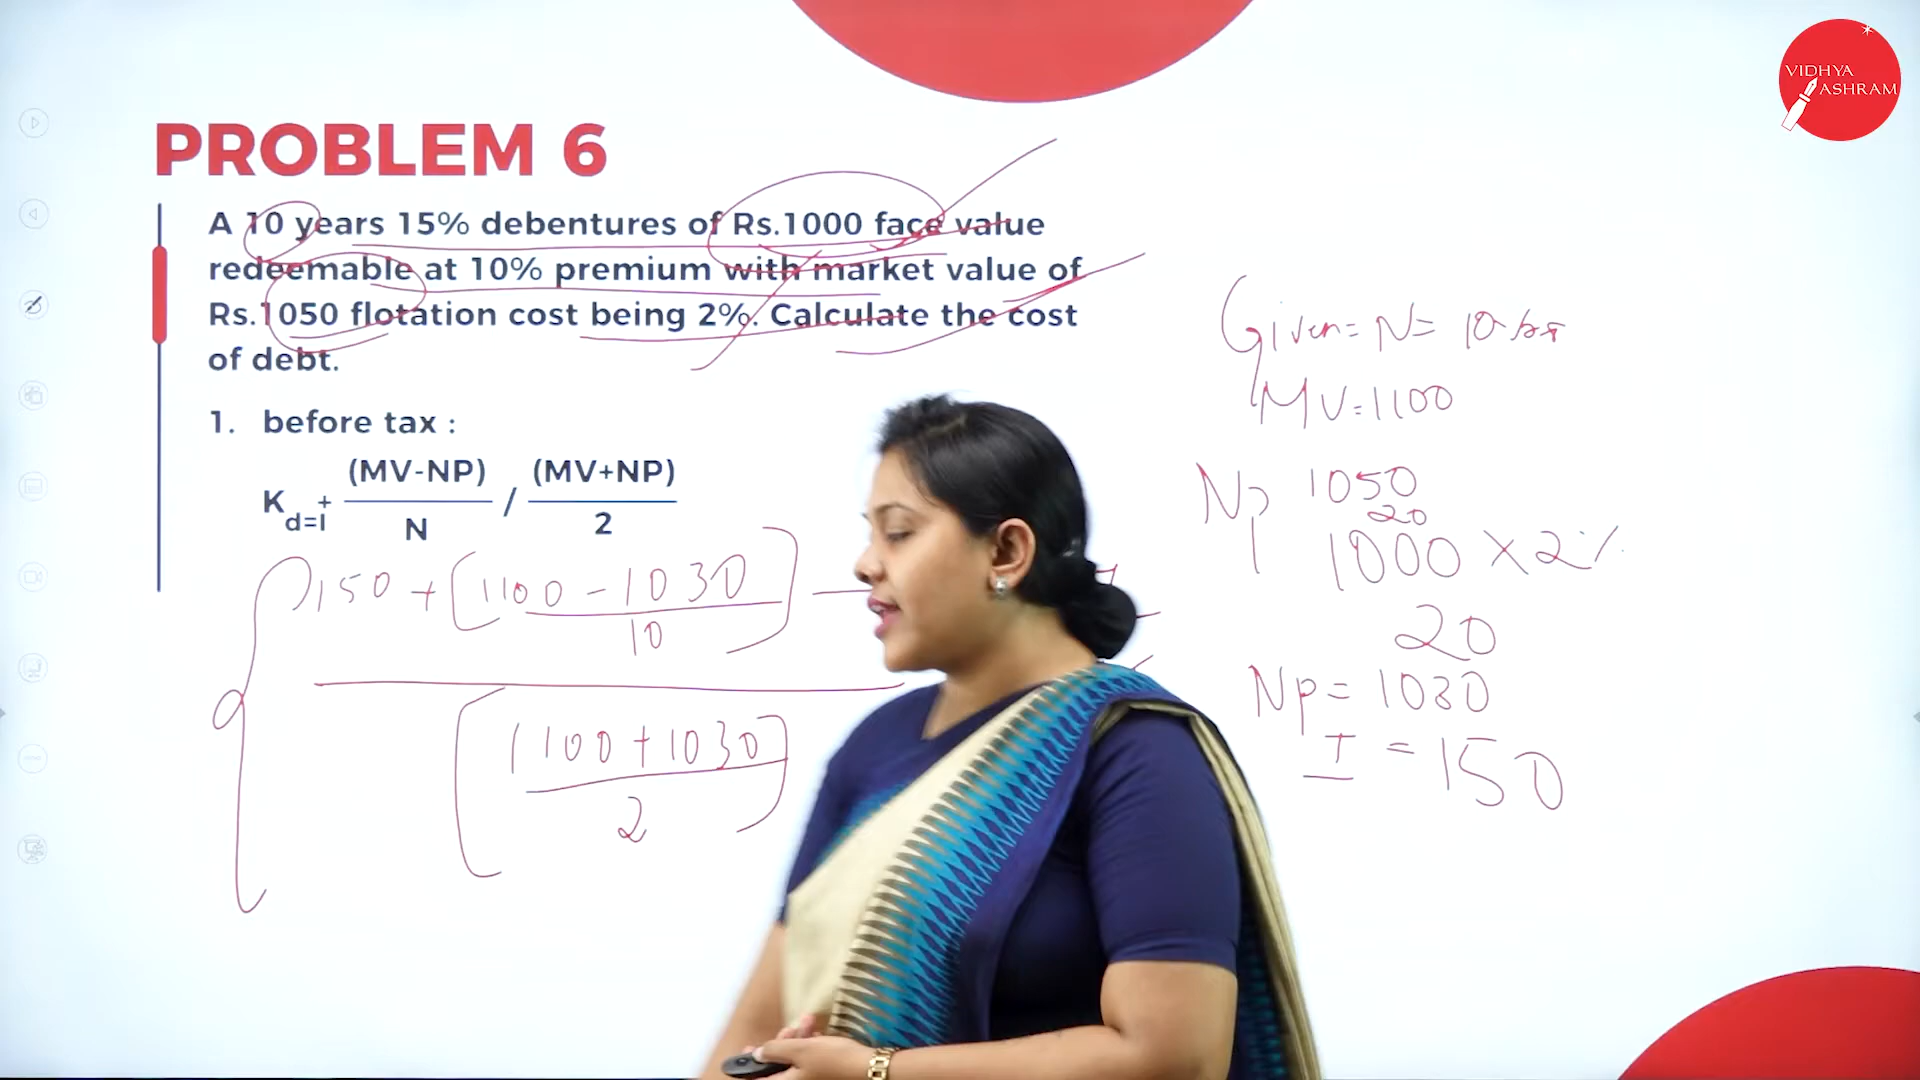 VIDHYA
ASHRAM
PROBLEM 6
A 10 years 15% debentures of Rs.1000 face value
redeemable at 10% premium with market value of
Rs.1050 flotation cost being 2%. Calculate the cost
of debt.
1. before tax :
K d=I + (MV-NP) / (MV+NP)
N 2
150 + [1100 - 1030]
10
[1100 + 1030]
2
Given = N = 10
MV = 1100
Np 1050
20
1000 x 2%
20
Np = 1030
I = 150